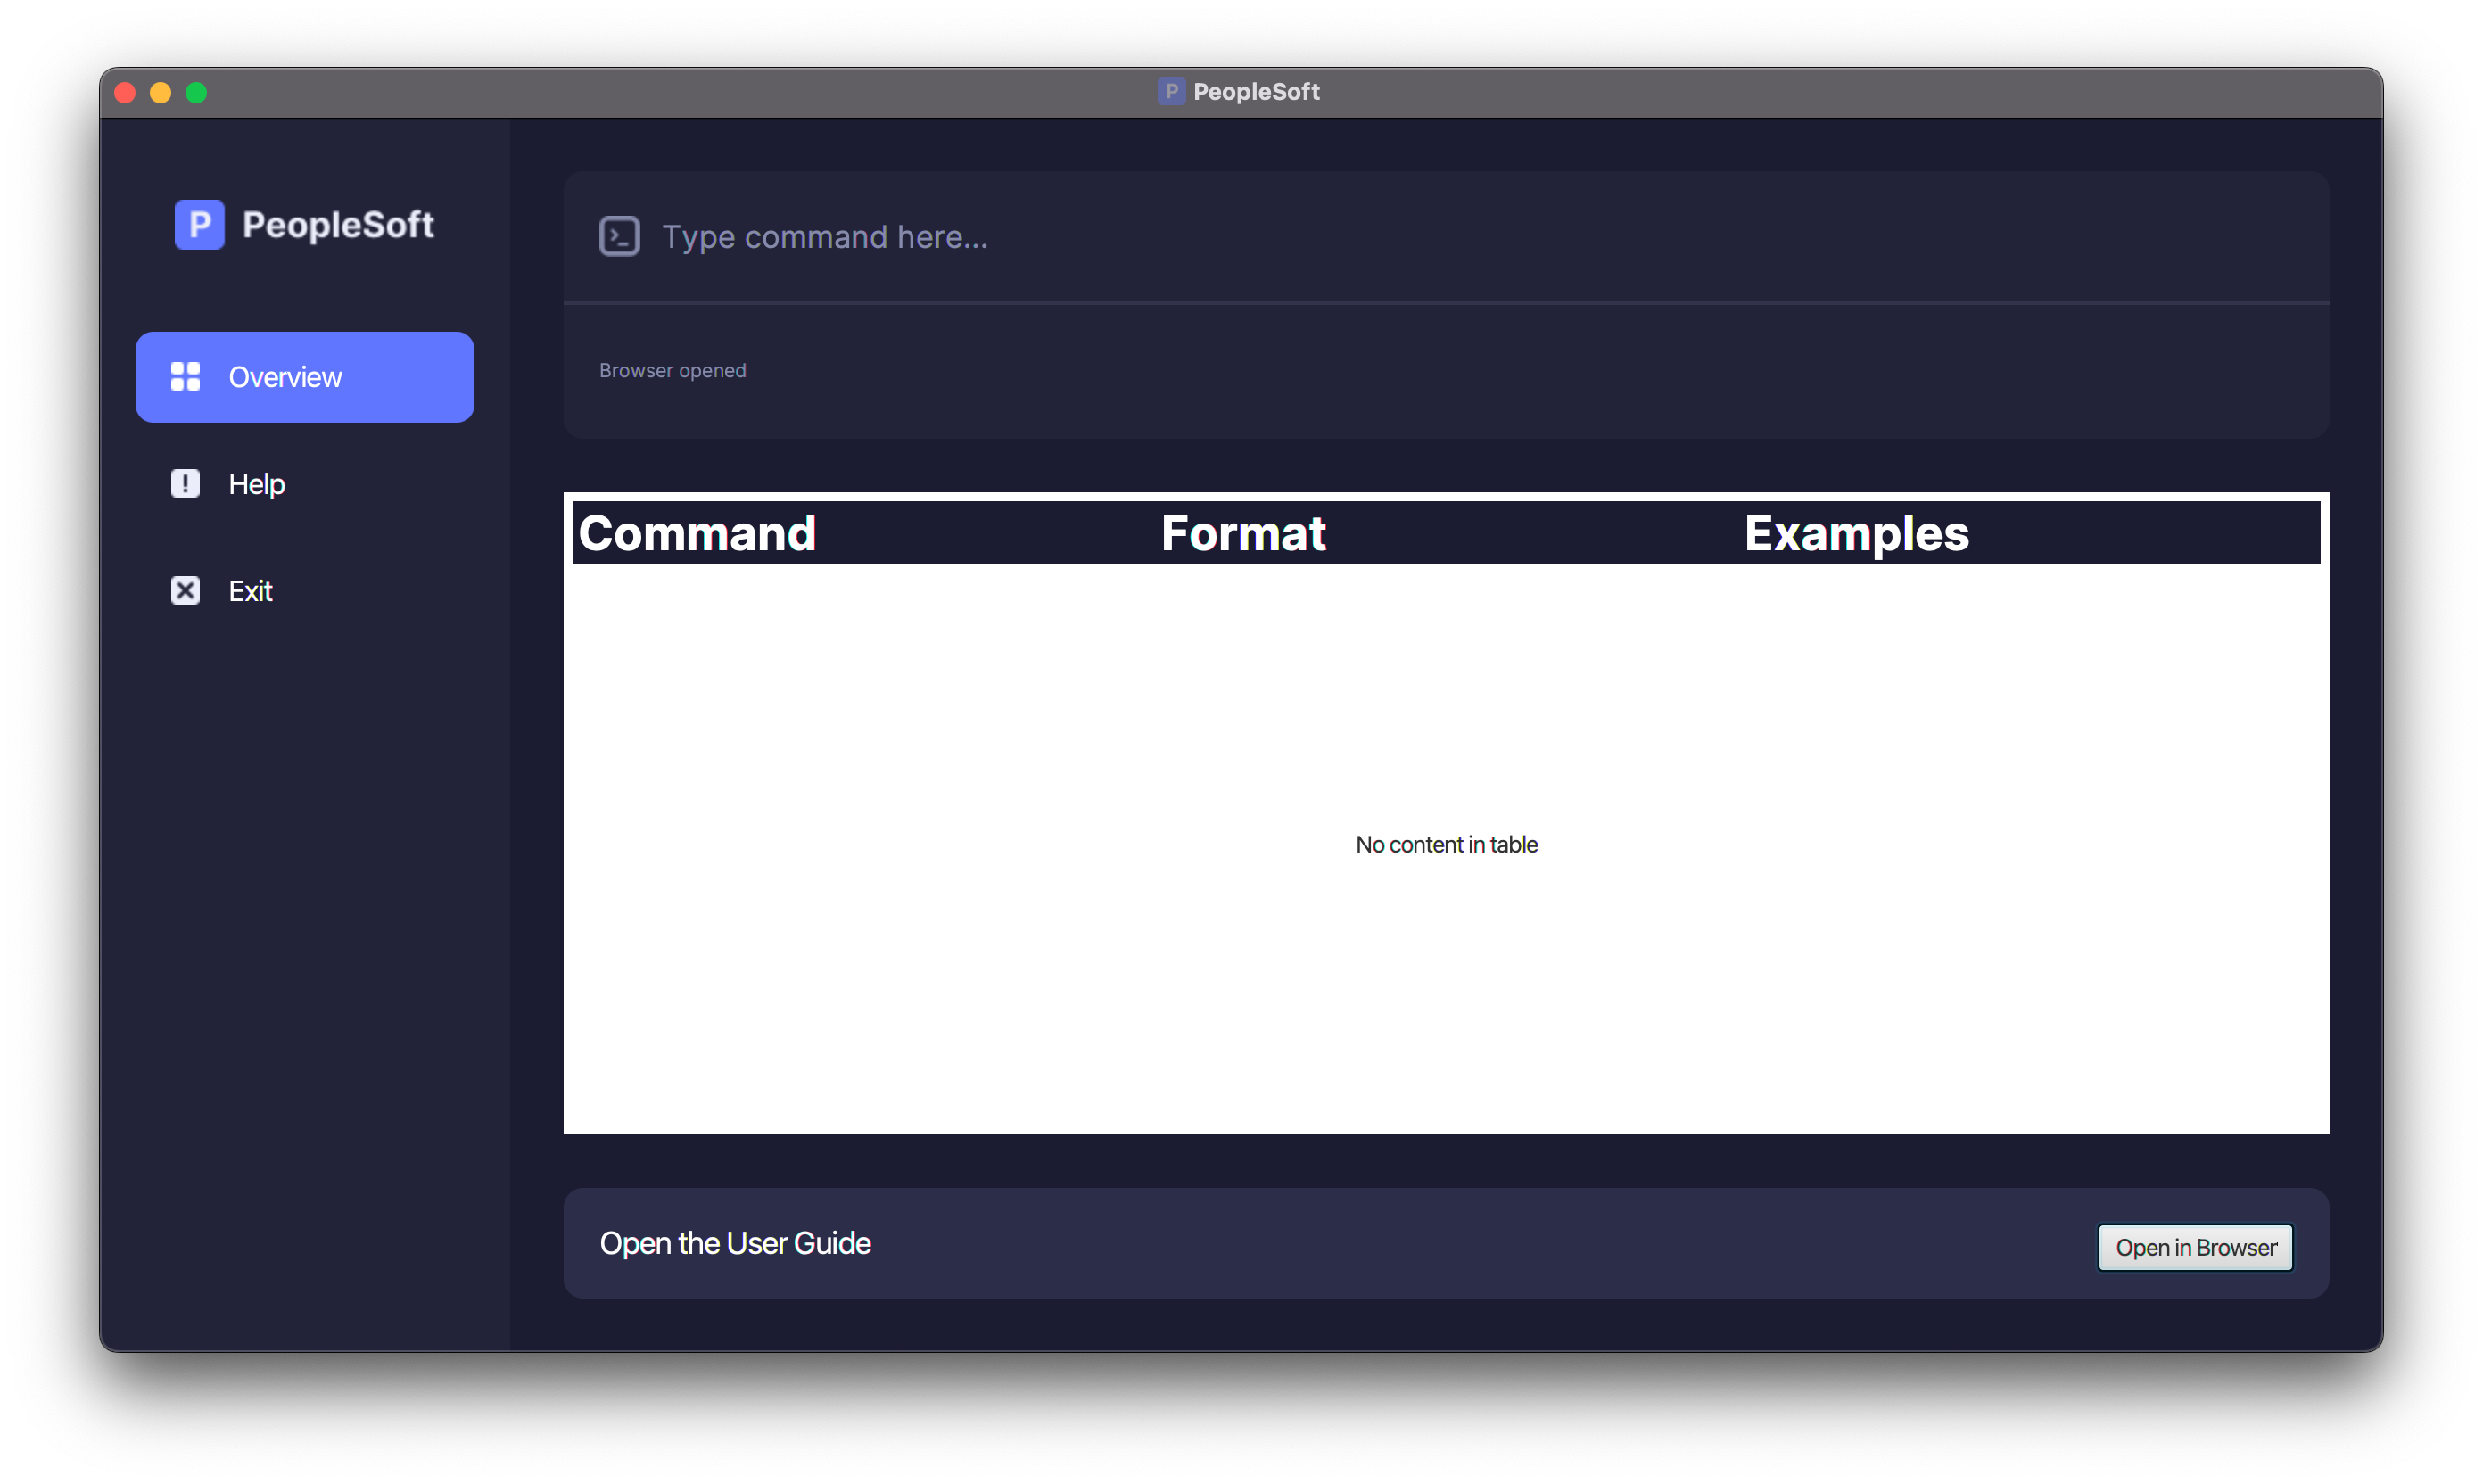 P PeopleSoft
P PeopleSoft
Overview
Help
Exit
Type command here...
Browser opened
Command Format Examples
No content in table
Open the User Guide
Open in Browser